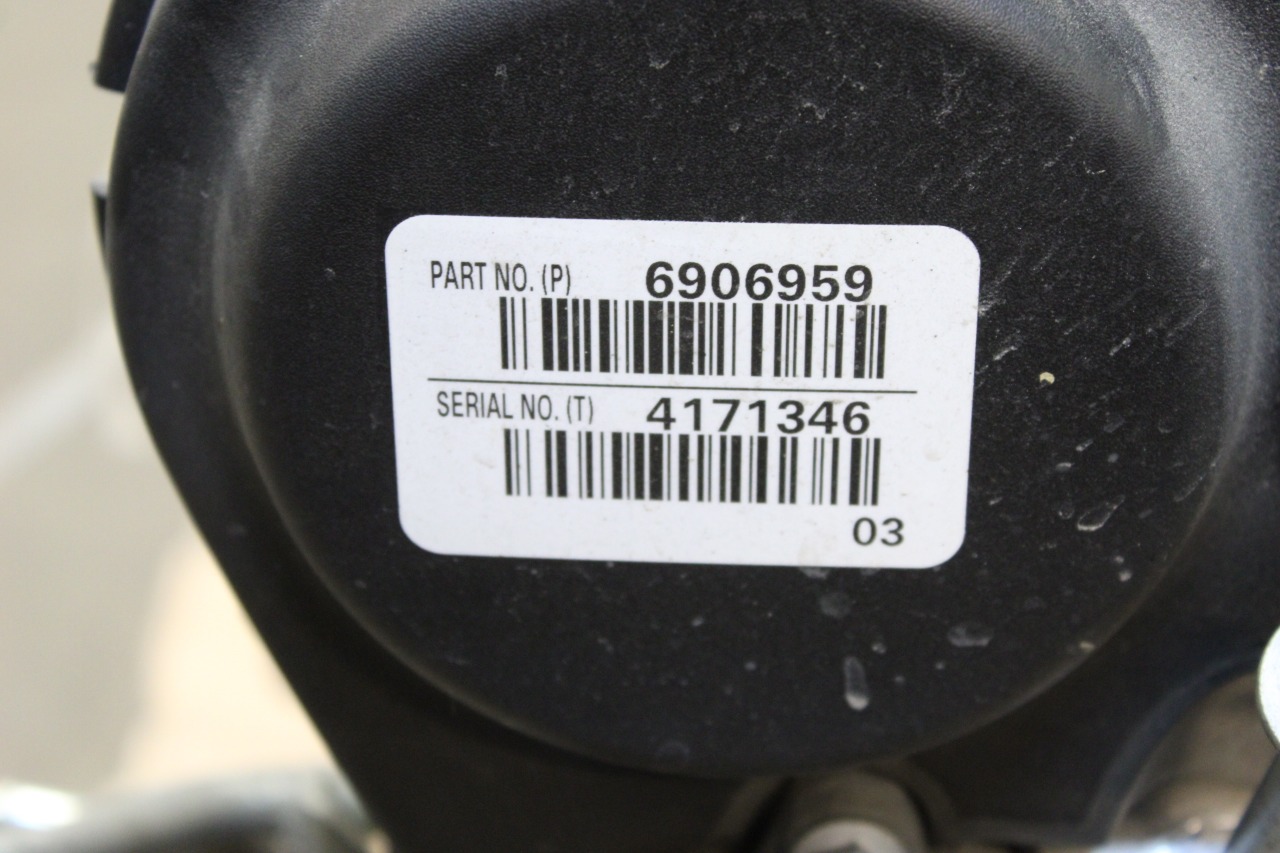 PART NO. (P) 6906959
SERIAL NO. (T) 4171346
03